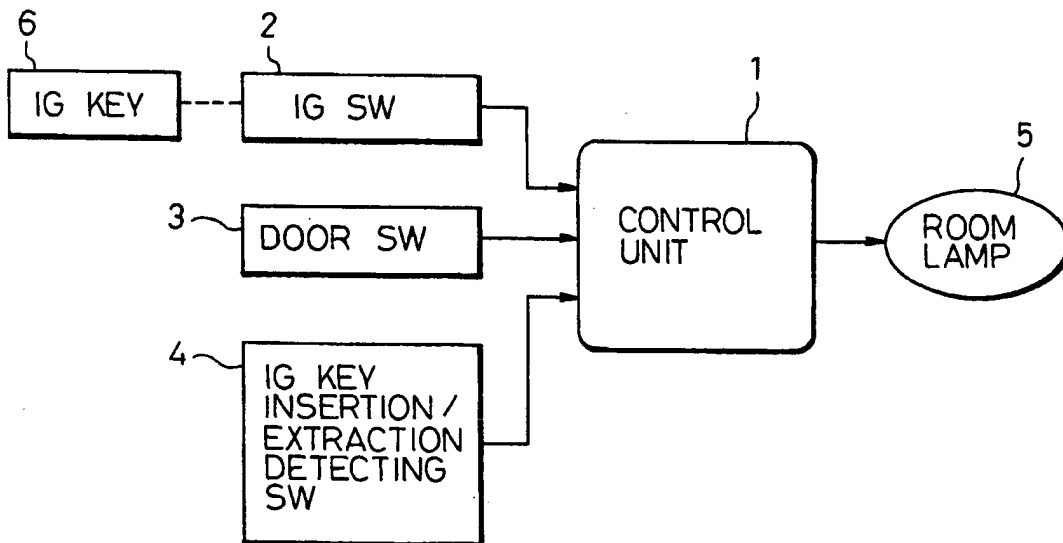 6
IG KEY
2
IG SW
1
CONTROL
UNIT
5
ROOM
LAMP
3
DOOR SW
4
IG KEY
INSERTION/
EXTRACTION
DETECTING
SW